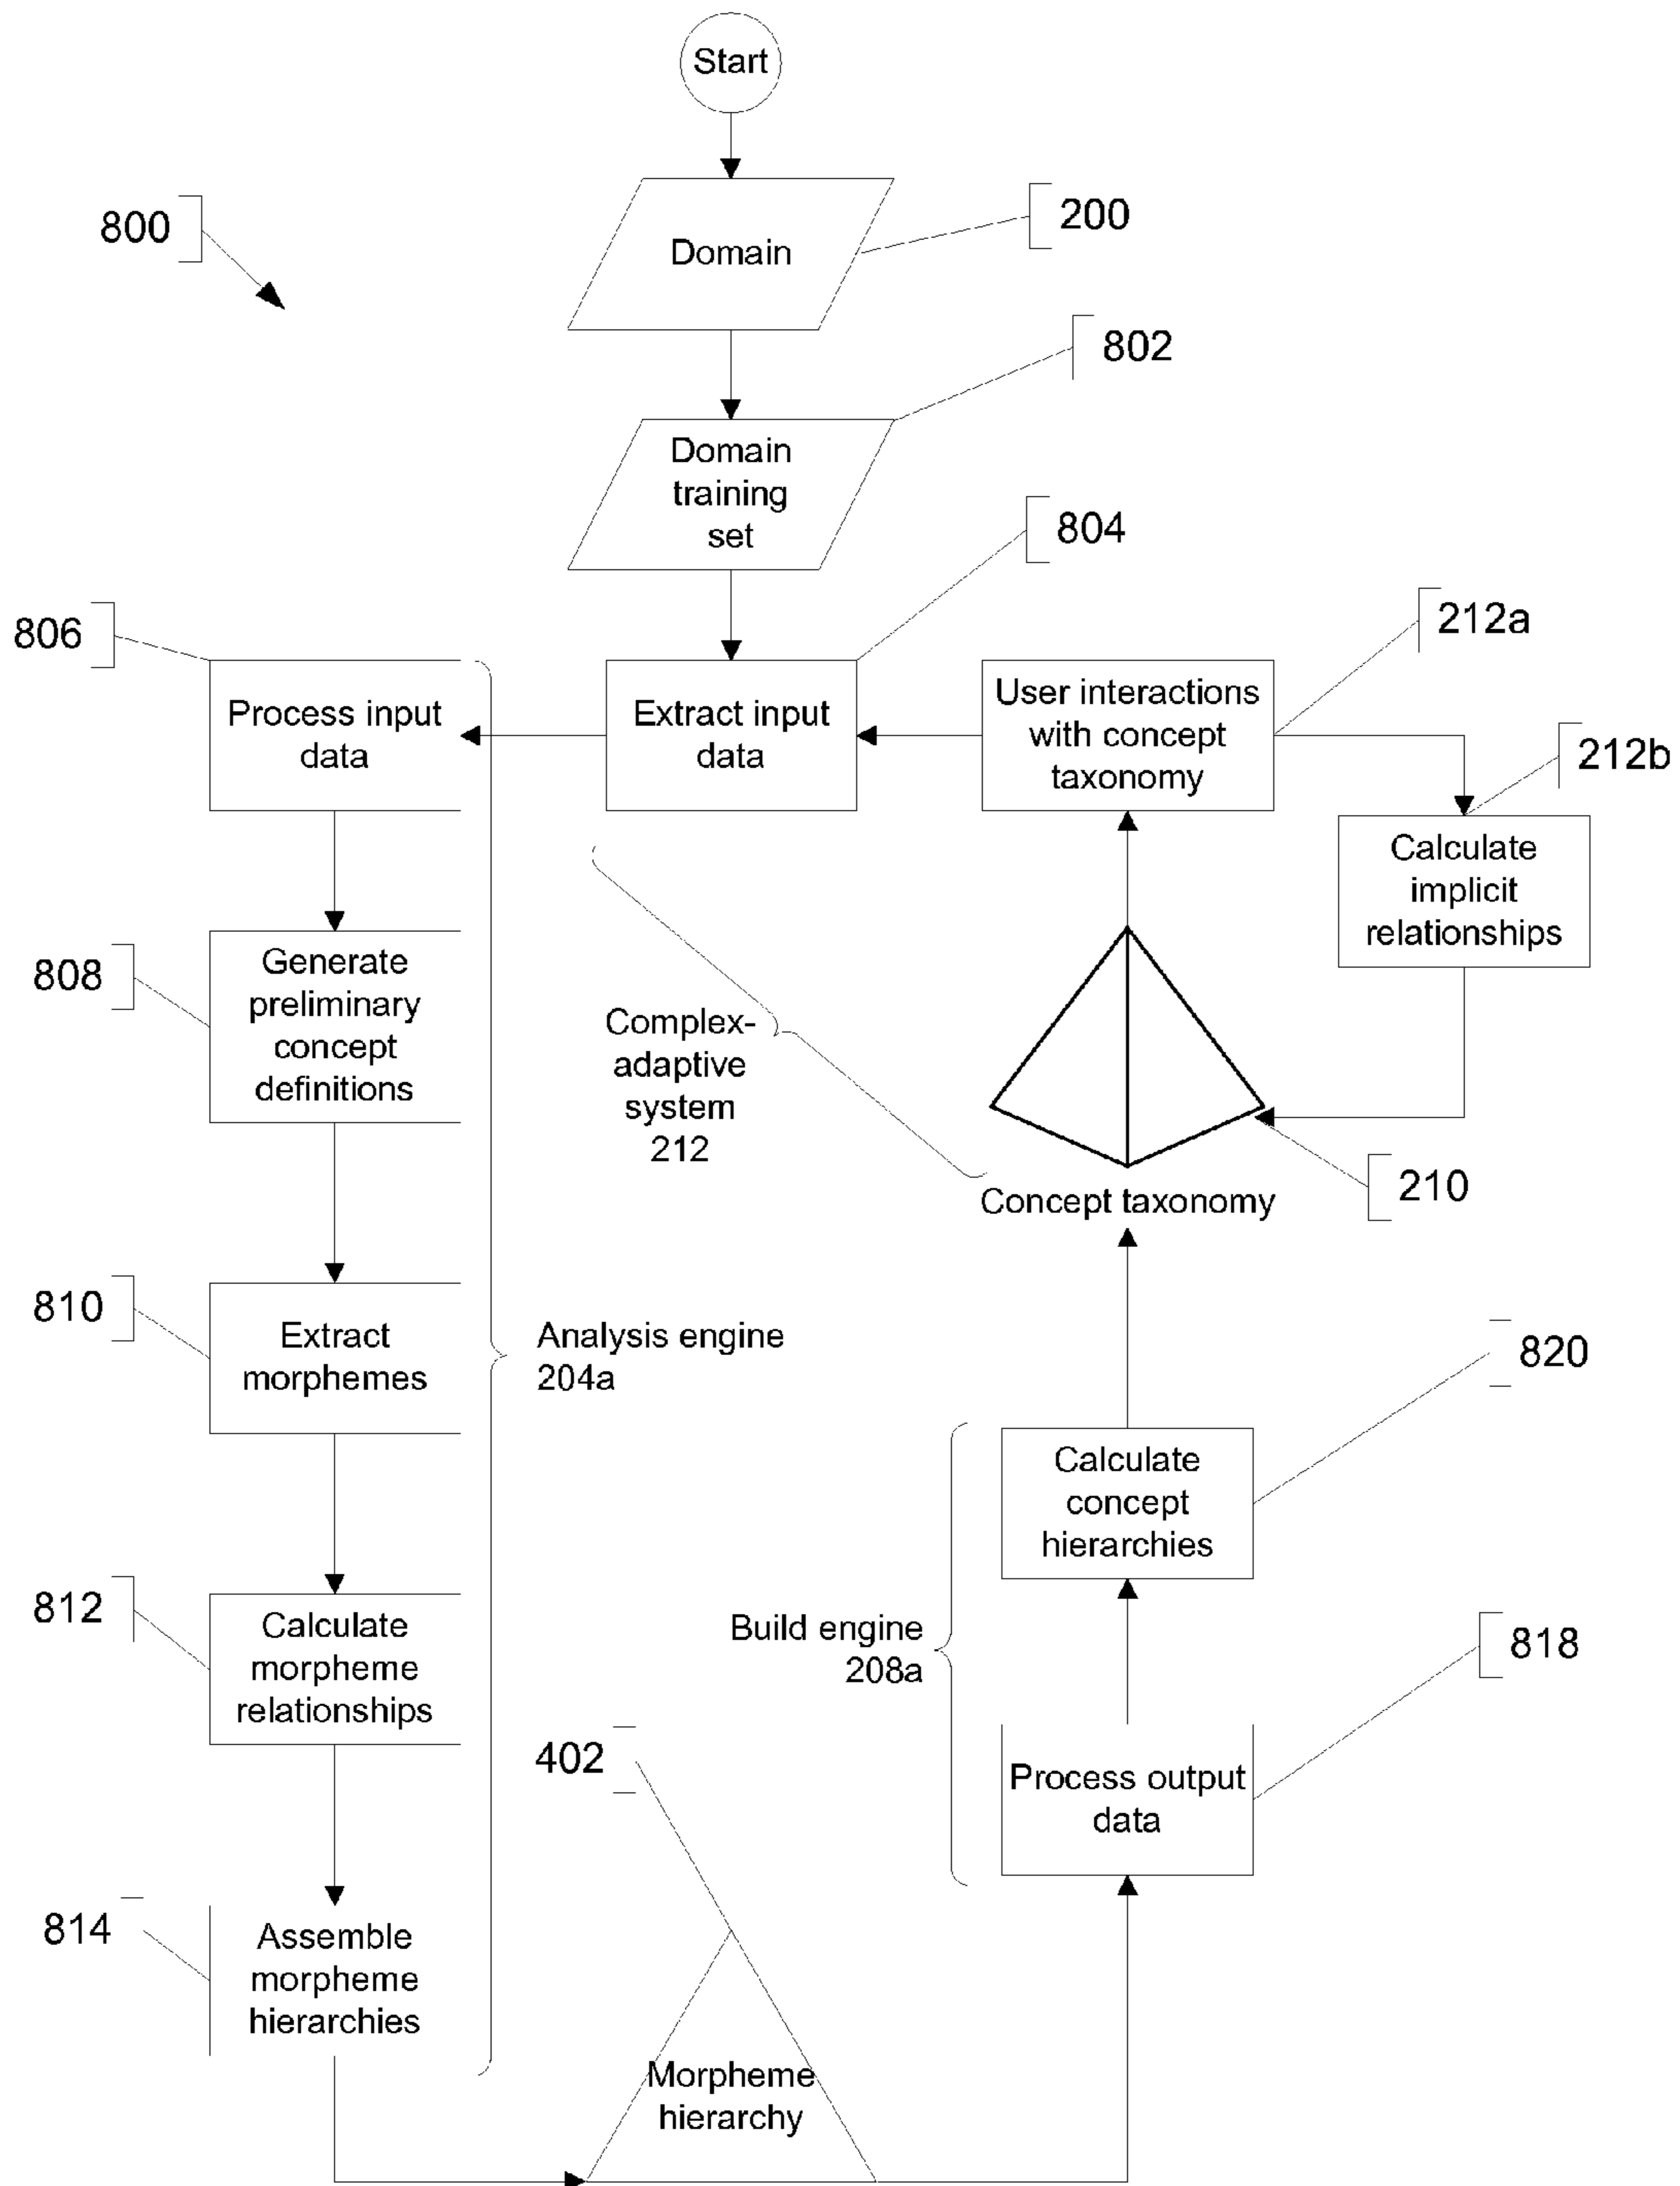 Start
800
200
Domain
802
Domain
training
set
804
806
212a
Process input
data
Extract input
data
User interactions
with concept
taxonomy
212b
Calculate
implicit
relationships
808
Generate
preliminary
concept
definitions
Complex-
adaptive
system
212
210
Concept taxonomy
810
Extract
morphemes
Analysis engine
204a
820
Calculate
concept
hierarchies
812
Calculate
morpheme
relationships
Build engine
208a
818
402
Process output
data
814
Assemble
morpheme
hierarchies
Morpheme
hierarchy